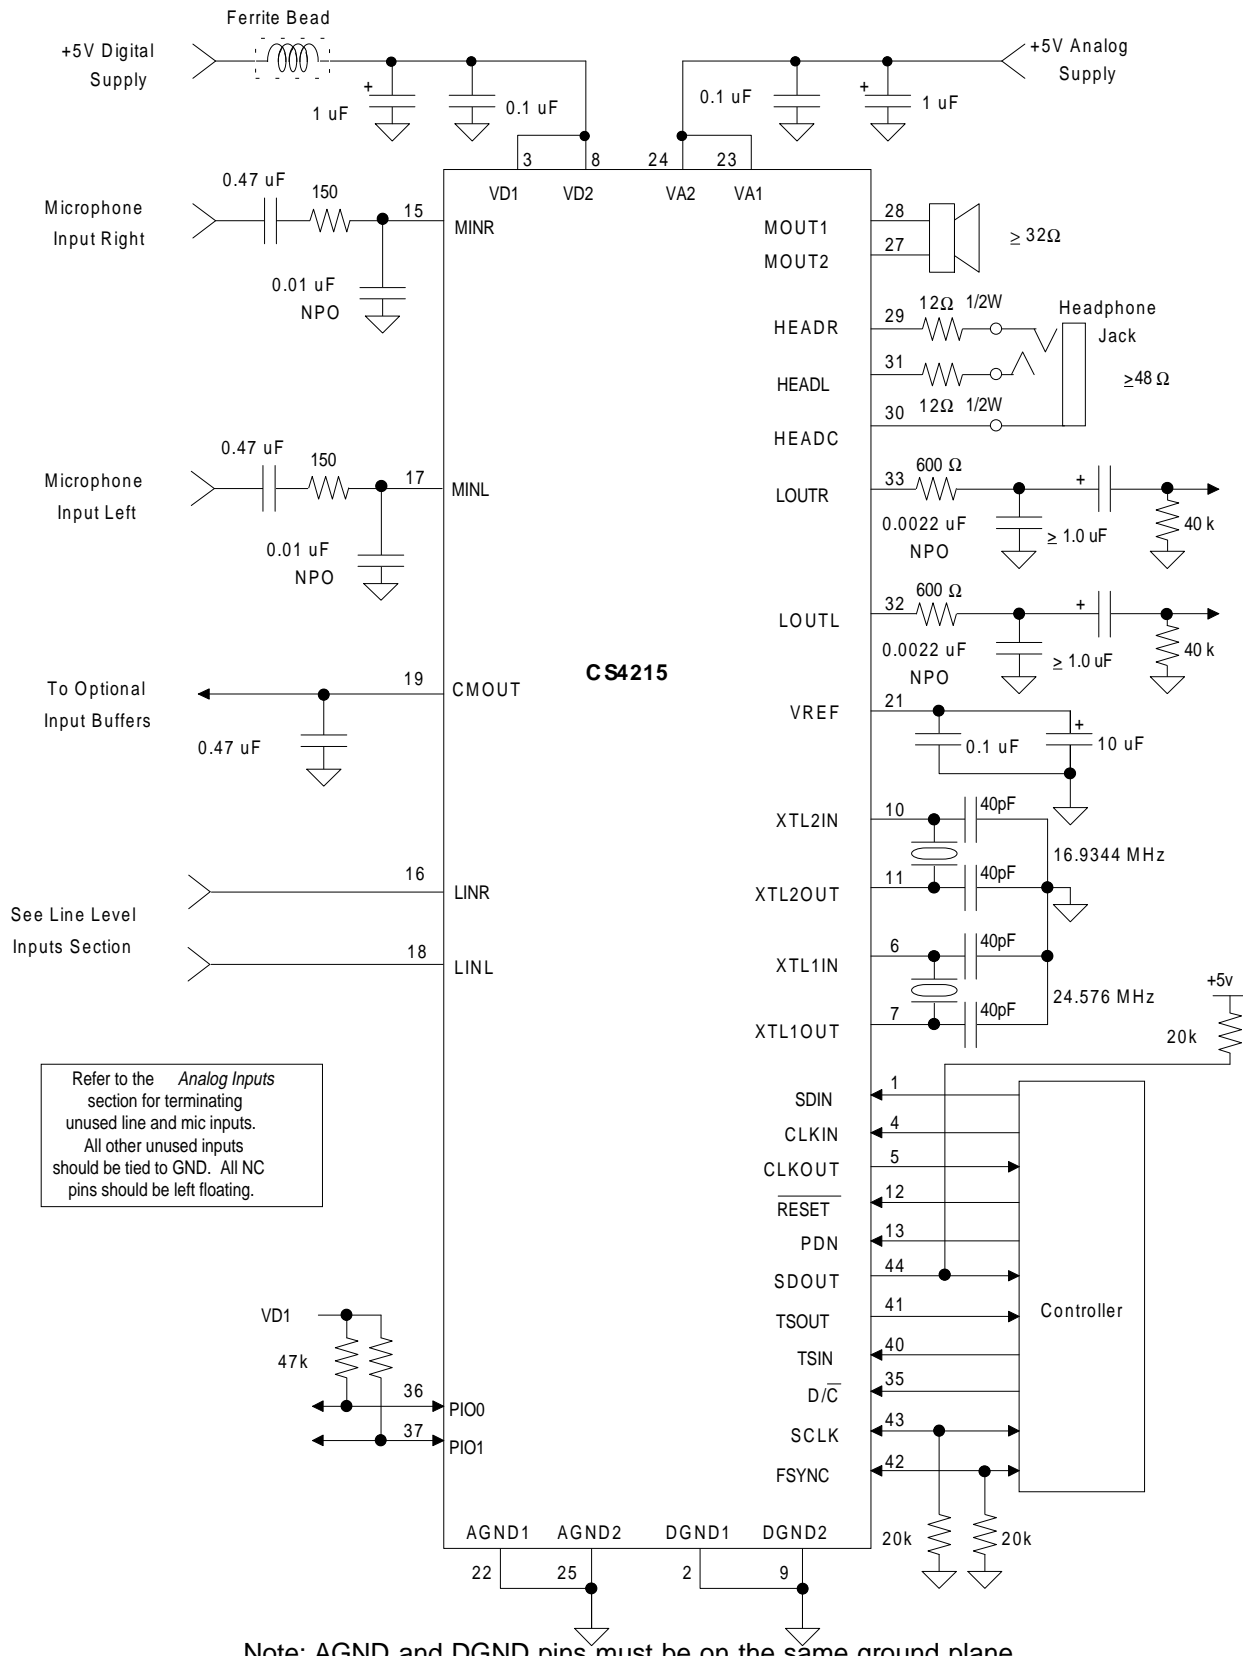 Ferrite Bead
+5V Digital
Supply
+
1 uF
0.1 uF
0.1 uF
+
1 uF
+5V Analog
Supply
3
8
24
23
VD1
VD2
VA2
VA1
Microphone
Input Right
0.47 uF
150
15
MINR
0.01 uF
NPO
Microphone
Input Left
0.47 uF
150
17
MINL
0.01 uF
NPO
To Optional
Input Buffers
19
CMOUT
0.47 uF
See Line Level
Inputs Section
16
LINR
18
LINL
Refer to the Analog Inputs
section for terminating
unused line and mic inputs.
All other unused inputs
should be tied to GND. All NC
pins should be left floating.
VD1
47k
36
PIO0
37
PIO1
CS4215
MOUT1
28
MOUT2
27
≥ 32Ω
HEADR
29
12Ω 1/2W
Headphone
Jack
HEADL
31
≥48 Ω
12Ω 1/2W
HEADC
30
LOUTR
33
600 Ω
+
0.0022 uF
NPO
≥ 1.0 uF
40 k
LOUTL
32
600 Ω
+
0.0022 uF
NPO
≥ 1.0 uF
40 k
VREF
21
0.1 uF
+
10 uF
XTL2IN
10
40pF
16.9344 MHz
XTL2OUT
11
40pF
XTL1IN
6
40pF
24.576 MHz
XTL1OUT
7
40pF
+5v
20k
SDIN
1
CLKIN
4
CLKOUT
5
RESET
12
PDN
13
SDOUT
44
TSOUT
41
TSIN
40
D/C
35
SCLK
43
FSYNC
42
Controller
20k
20k
AGND1
AGND2
DGND1
DGND2
22
25
2
9
Note: AGND and DGND pins must be on the same ground plane